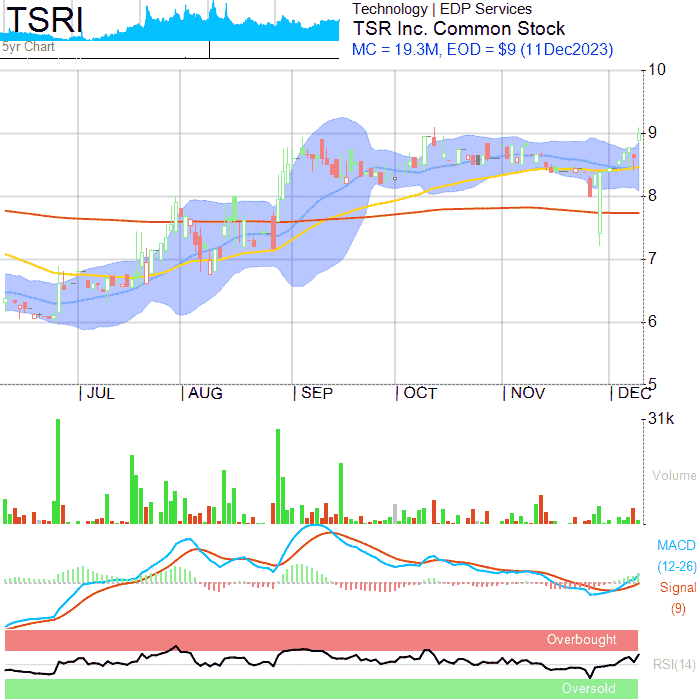 TSRI
5yr Chart
Technology | EDP Services
TSR Inc. Common Stock
MC = 19.3M, EOD = $9 (11Dec2023)
10
9
8
7
6
5
JUL
AUG
SEP
OCT
NOV
DEC
31k
Volume
MACD
(12-26)
Signal
(9)
Overbought
RSI(14)
Oversold